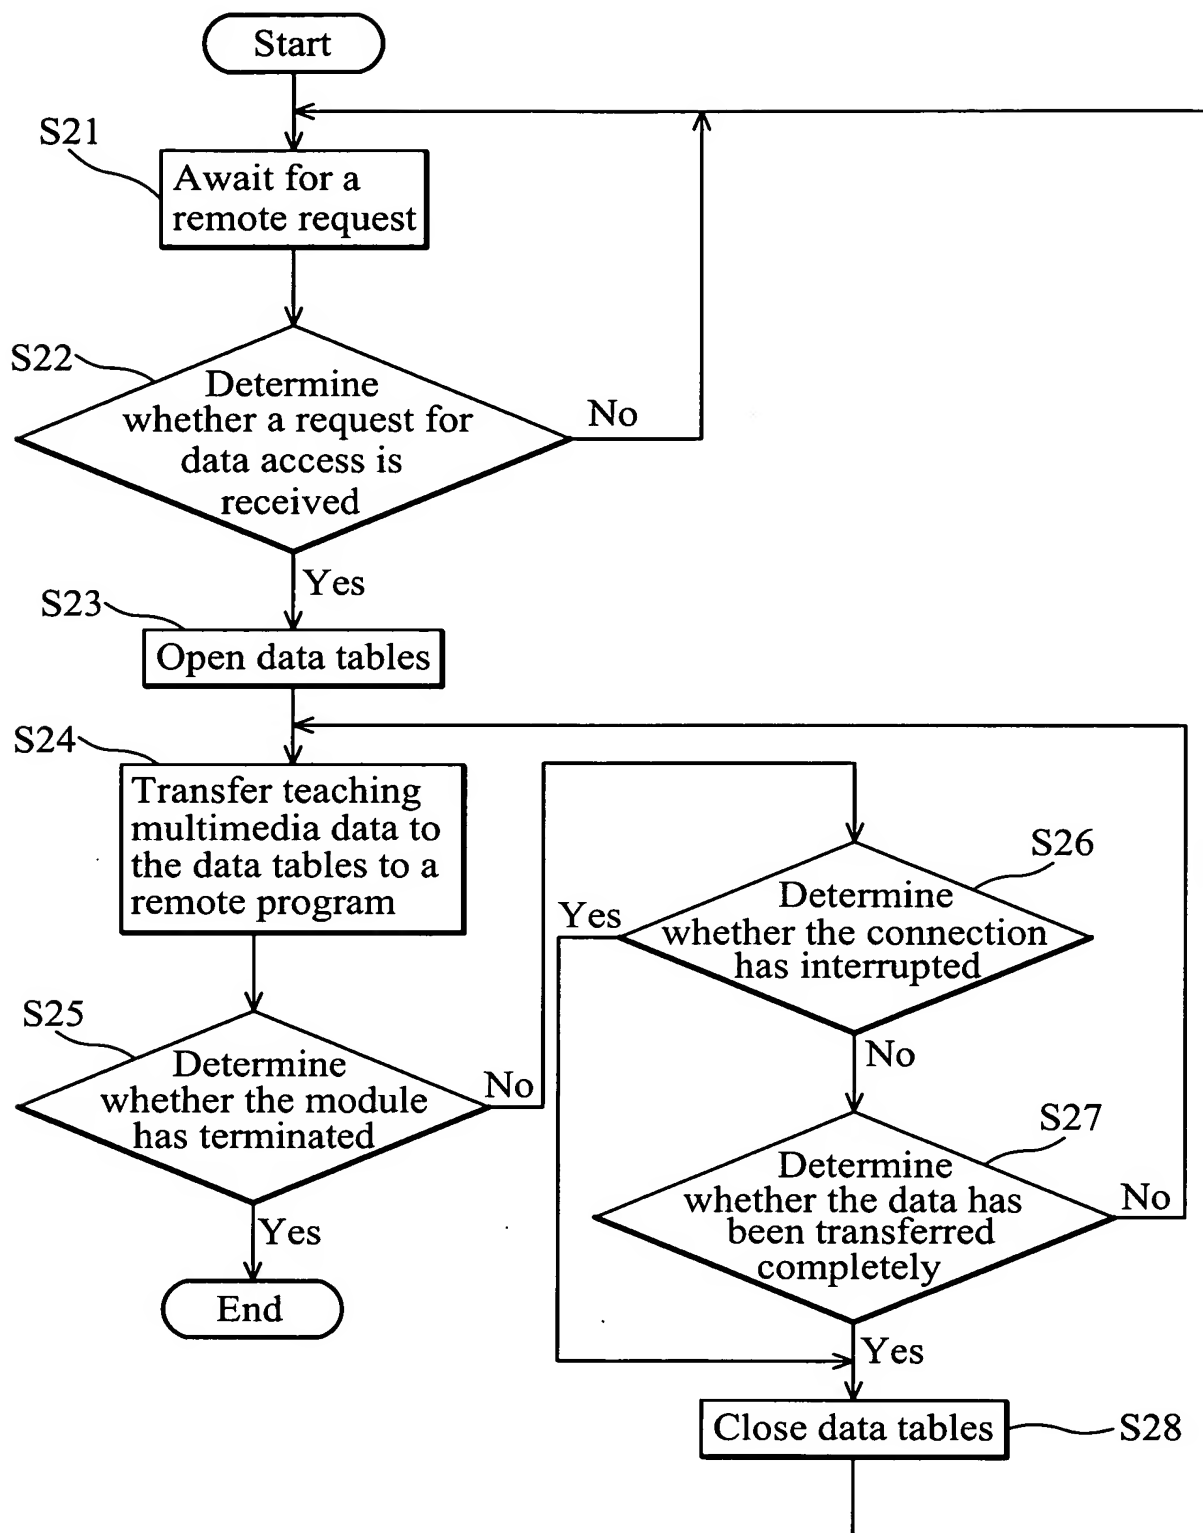 Start
S21
Await for a
remote request
S22
Determine
whether a request for
data access is
received
No
Yes
S23
Open data tables
S24
Transfer teaching
multimedia data to
the data tables to a
remote program
S25
Determine
whether the module
has terminated
No
Yes
End
S26
Determine
whether the connection
has interrupted
Yes
No
S27
Determine
whether the data has
been transferred
completely
No
Yes
Close data tables
S28